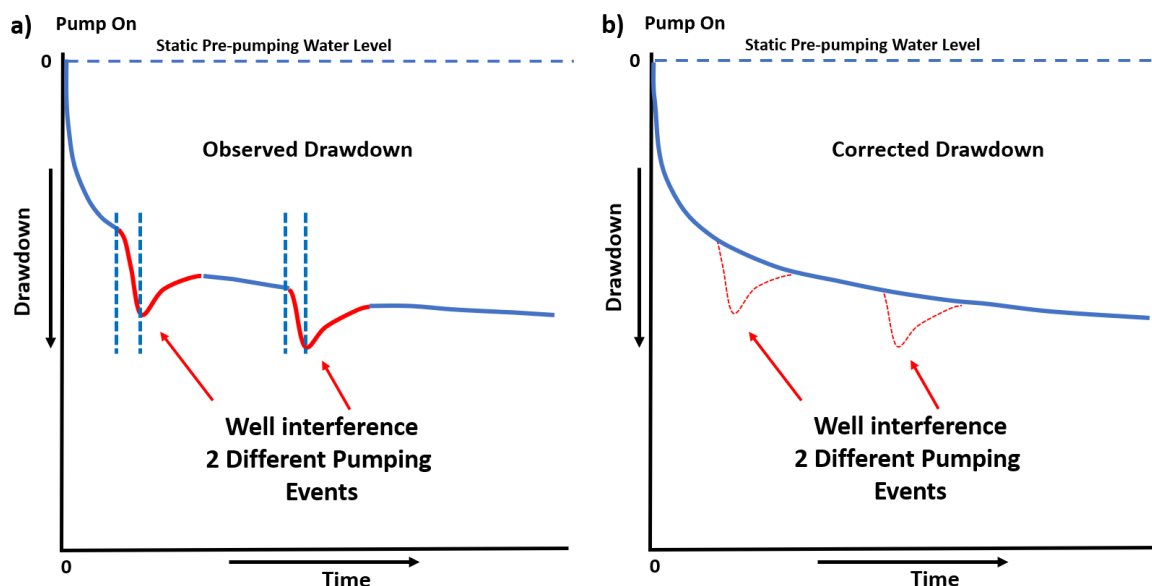 a)
Pump On
Static Pre-pumping Water Level
0
Observed Drawdown
Drawdown
Well interference
2 Different Pumping
Events
0
Time
b)
Pump On
Static Pre-pumping Water Level
0
Corrected Drawdown
Drawdown
Well interference
2 Different Pumping
Events
0
Time